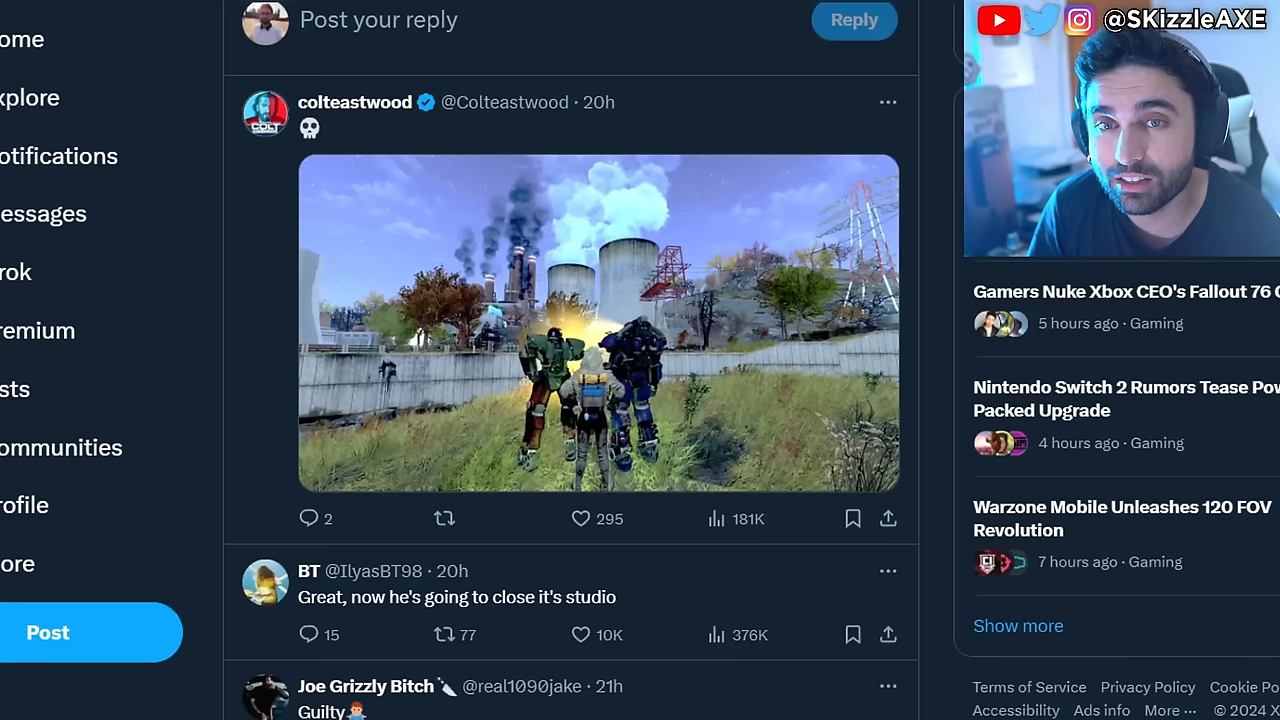 ome
xplore
otifications
essages
rok
remium
sts
ommunities
rofile
ore
Post
Post your reply
Reply
colteastwood @Colteastwood · 20h
COLT
2
295
181K
BT @IlyasBT98 · 20h
Great, now he's going to close it's studio
15
77
10K
376K
Joe Grizzly Bitch @real1090jake · 21h
Guilty
@SKizzleAXE
Gamers Nuke Xbox CEO's Fallout 76 C
5 hours ago · Gaming
Nintendo Switch 2 Rumors Tease Pow
Packed Upgrade
4 hours ago · Gaming
Warzone Mobile Unleashes 120 FOV
Revolution
7 hours ago · Gaming
Show more
Terms of Service Privacy Policy Cookie Po
Accessibility Ads info More ··· © 2024 X